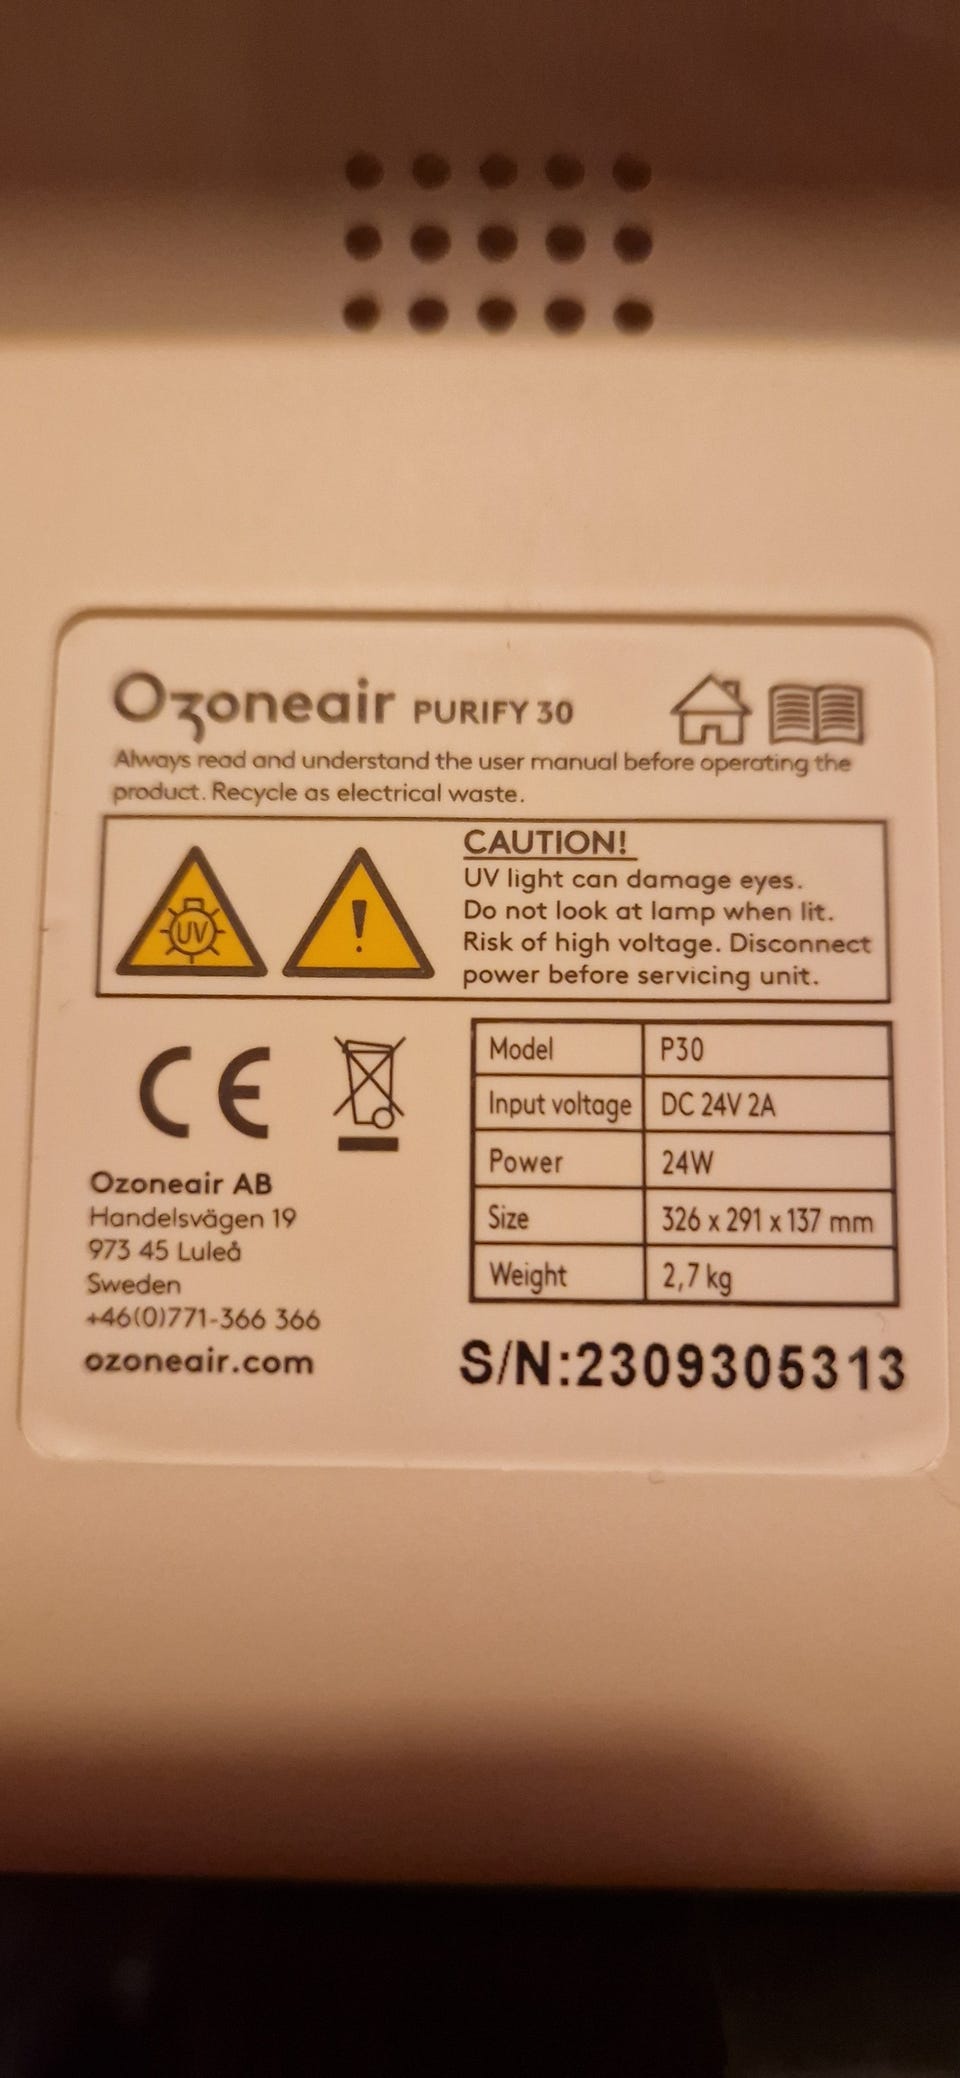 Ozoneair PURIFY 30
Always read and understand the user manual before operating the
product. Recycle as electrical waste.
UV
!
CAUTION!
UV light can damage eyes.
Do not look at lamp when lit.
Risk of high voltage. Disconnect
power before servicing unit.
CE
Ozoneair AB
Handelsvägen 19
973 45 Luleå
Sweden
+46(0)771-366 366
ozoneair.com
Model P30
Input voltage DC 24V 2A
Power 24W
Size 326 x 291 x 137 mm
Weight 2,7 kg
S/N:2309305313